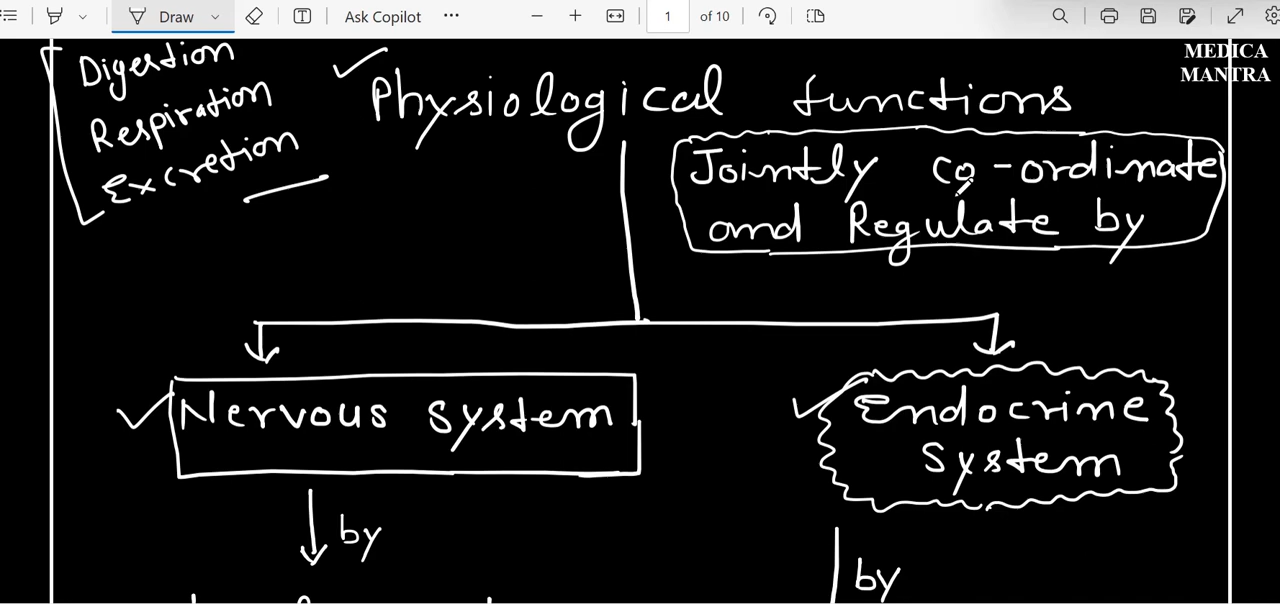 Draw
Ask Copilot
1
of 10
MEDICA
MANTRA
Digestion
Respiration
Excretion
Physiological functions
Jointly co-ordinate
and Regulate by
Nervous system
Endocrine
system
by
by